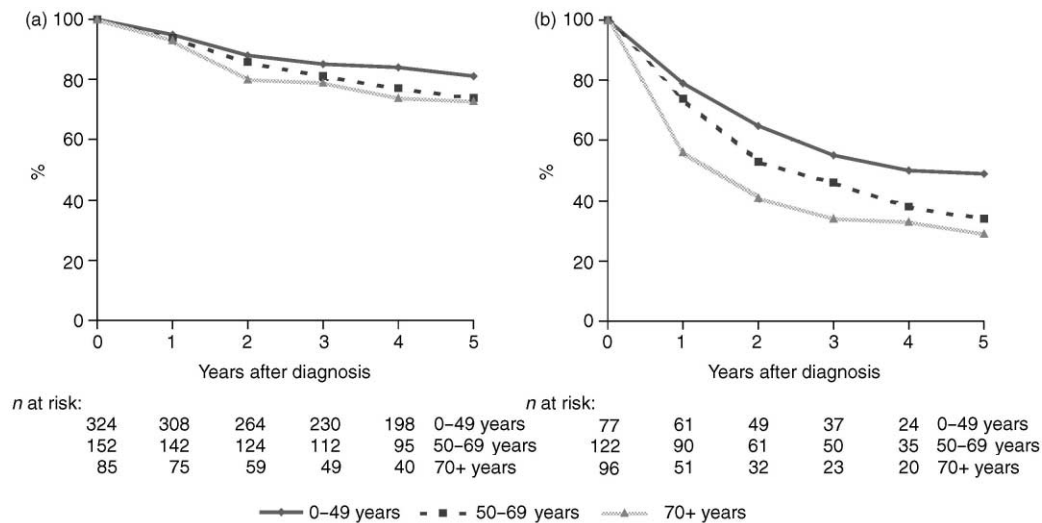 (a)
100
80
60
40
20
0
%
0 1 2 3 4 5
Years after diagnosis
n at risk:
324 308 264 230 198 0–49 years
152 142 124 112 95 50–69 years
85 75 59 49 40 70+ years
(b)
100
80
60
40
20
0
%
0 1 2 3 4 5
Years after diagnosis
n at risk:
77 61 49 37 24 0–49 years
122 90 61 50 35 50–69 years
96 51 32 23 20 70+ years
0–49 years 50–69 years 70+ years